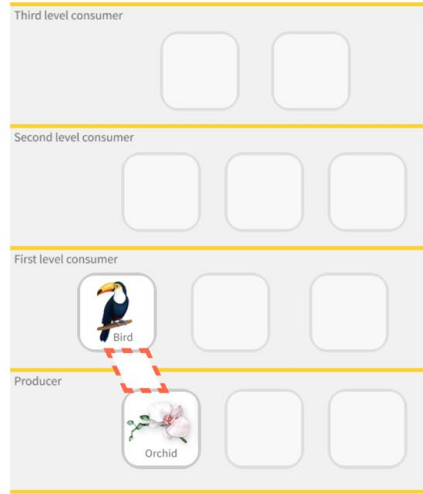 Third level consumer
Second level consumer
First level consumer
Bird
Producer
Orchid